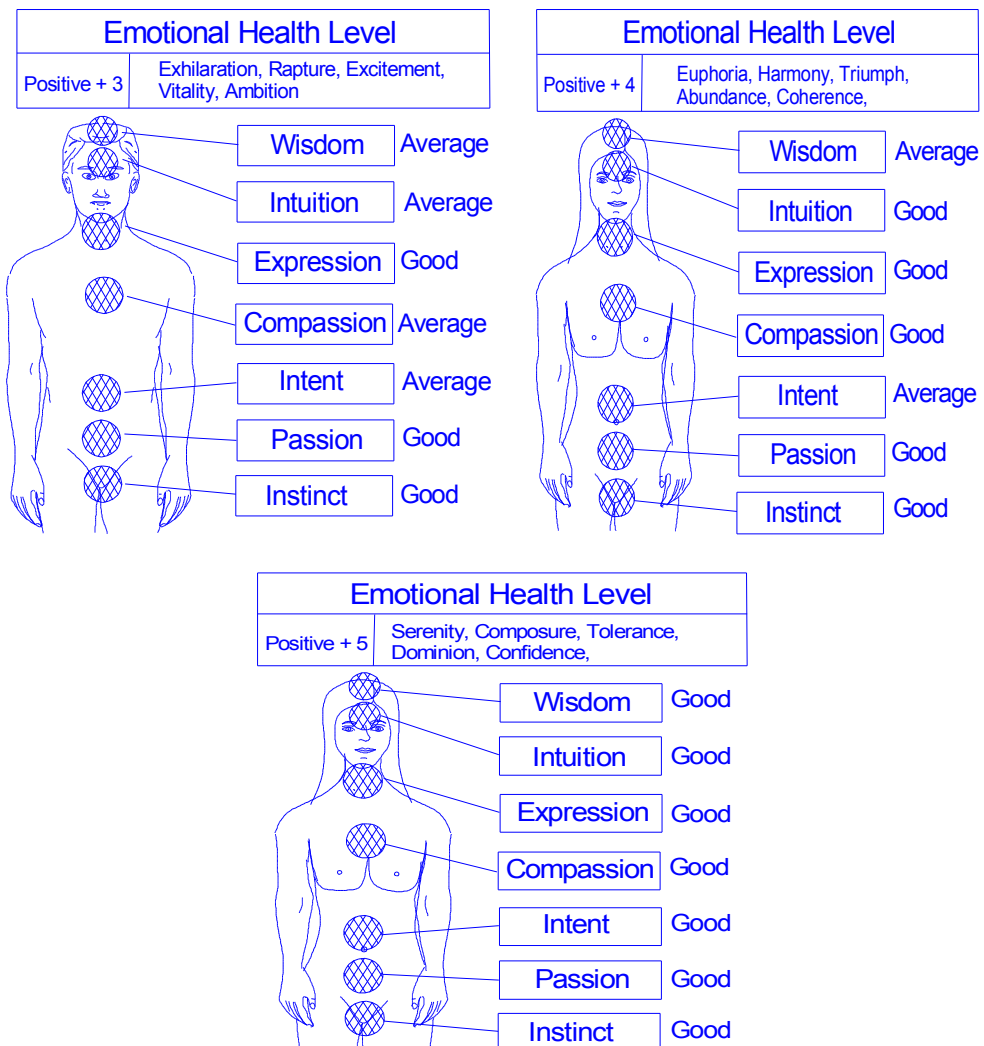 Emotional Health Level
Positive + 3
Exhilaration, Rapture, Excitement,
Vitality, Ambition
Wisdom Average
Intuition Average
Expression Good
Compassion Average
Intent Average
Passion Good
Instinct Good
Emotional Health Level
Positive + 4
Euphoria, Harmony, Triumph,
Abundance, Coherence,
Wisdom Average
Intuition Good
Expression Good
Compassion Good
Intent Average
Passion Good
Instinct Good
Emotional Health Level
Positive + 5
Serenity, Composure, Tolerance,
Dominion, Confidence,
Wisdom Good
Intuition Good
Expression Good
Compassion Good
Intent Good
Passion Good
Instinct Good